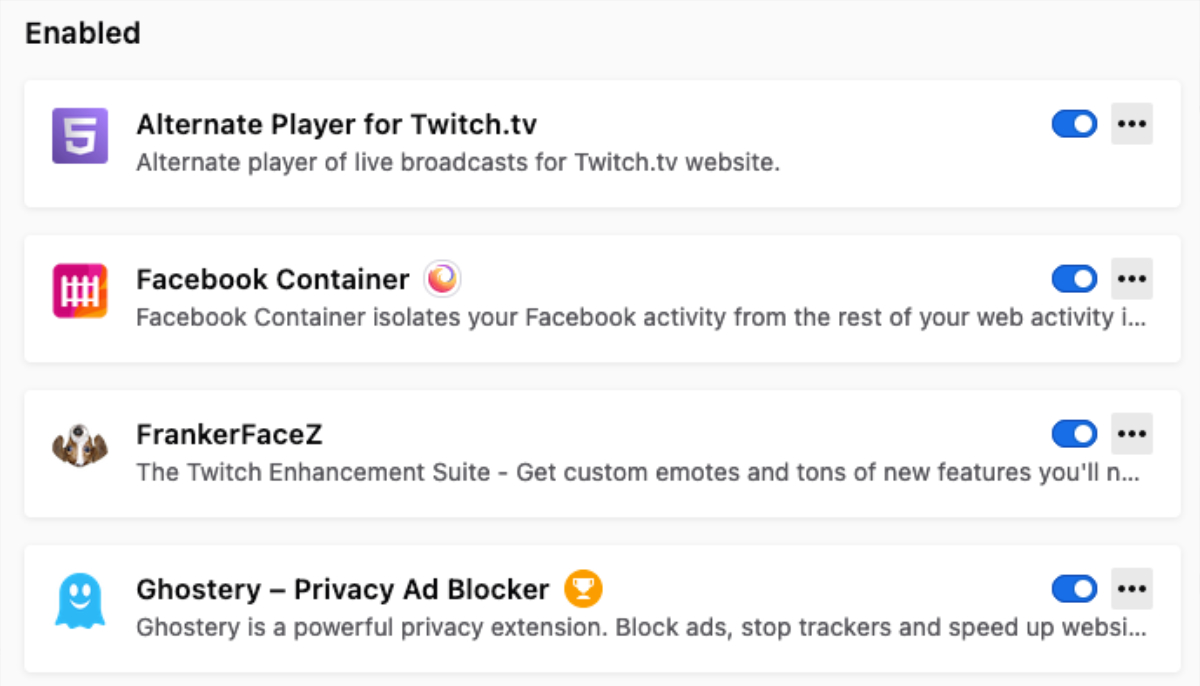 Enabled
Alternate Player for Twitch.tv
Alternate player of live broadcasts for Twitch.tv website.
Facebook Container
Facebook Container isolates your Facebook activity from the rest of your web activity i...
FrankerFaceZ
The Twitch Enhancement Suite - Get custom emotes and tons of new features you'll n...
Ghostery – Privacy Ad Blocker
Ghostery is a powerful privacy extension. Block ads, stop trackers and speed up websi...